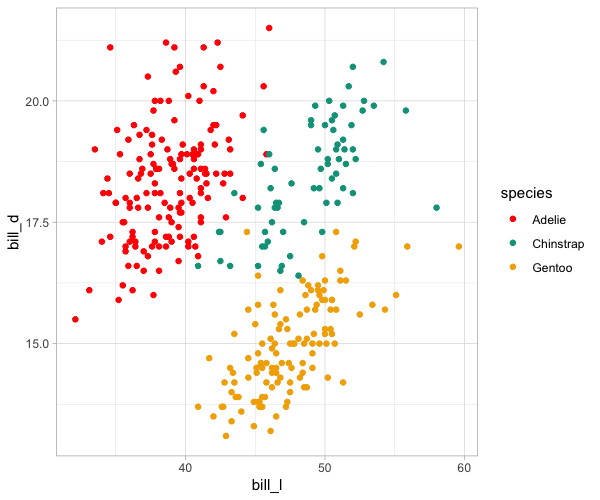 20.0
17.5
15.0
bill_d
40
50
60
bill_l
species
Adelie
Chinstrap
Gentoo